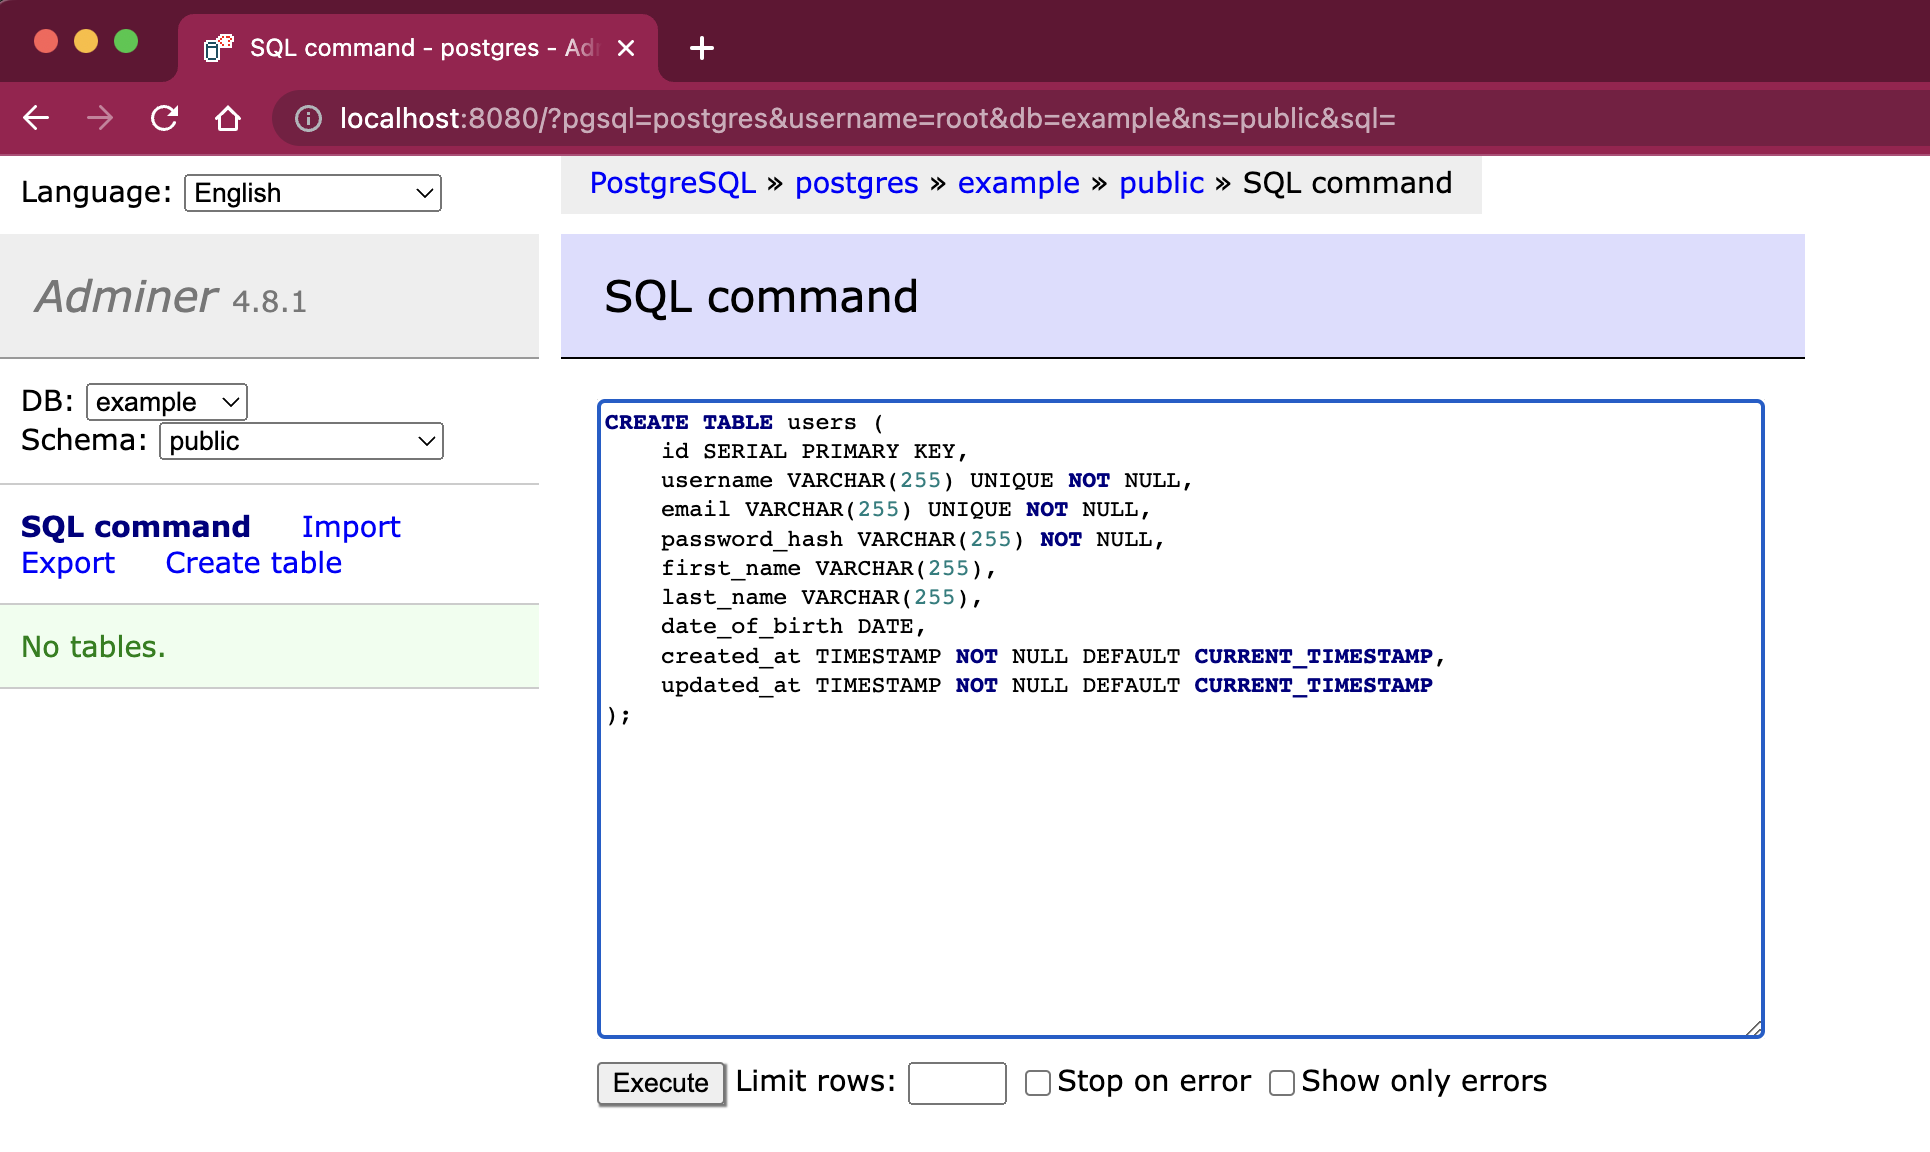 SQL command - postgres - Adm
localhost:8080/?pgsql=postgres&username=root&db=example&ns=public&sql=
Language: English
PostgreSQL » postgres » example » public » SQL command
Adminer 4.8.1
SQL command
DB: example
Schema: public
SQL command Import
Export Create table
No tables.
CREATE TABLE users (
    id SERIAL PRIMARY KEY,
    username VARCHAR(255) UNIQUE NOT NULL,
    email VARCHAR(255) UNIQUE NOT NULL,
    password_hash VARCHAR(255) NOT NULL,
    first_name VARCHAR(255),
    last_name VARCHAR(255),
    date_of_birth DATE,
    created_at TIMESTAMP NOT NULL DEFAULT CURRENT_TIMESTAMP,
    updated_at TIMESTAMP NOT NULL DEFAULT CURRENT_TIMESTAMP
);
Execute Limit rows: Stop on error Show only errors